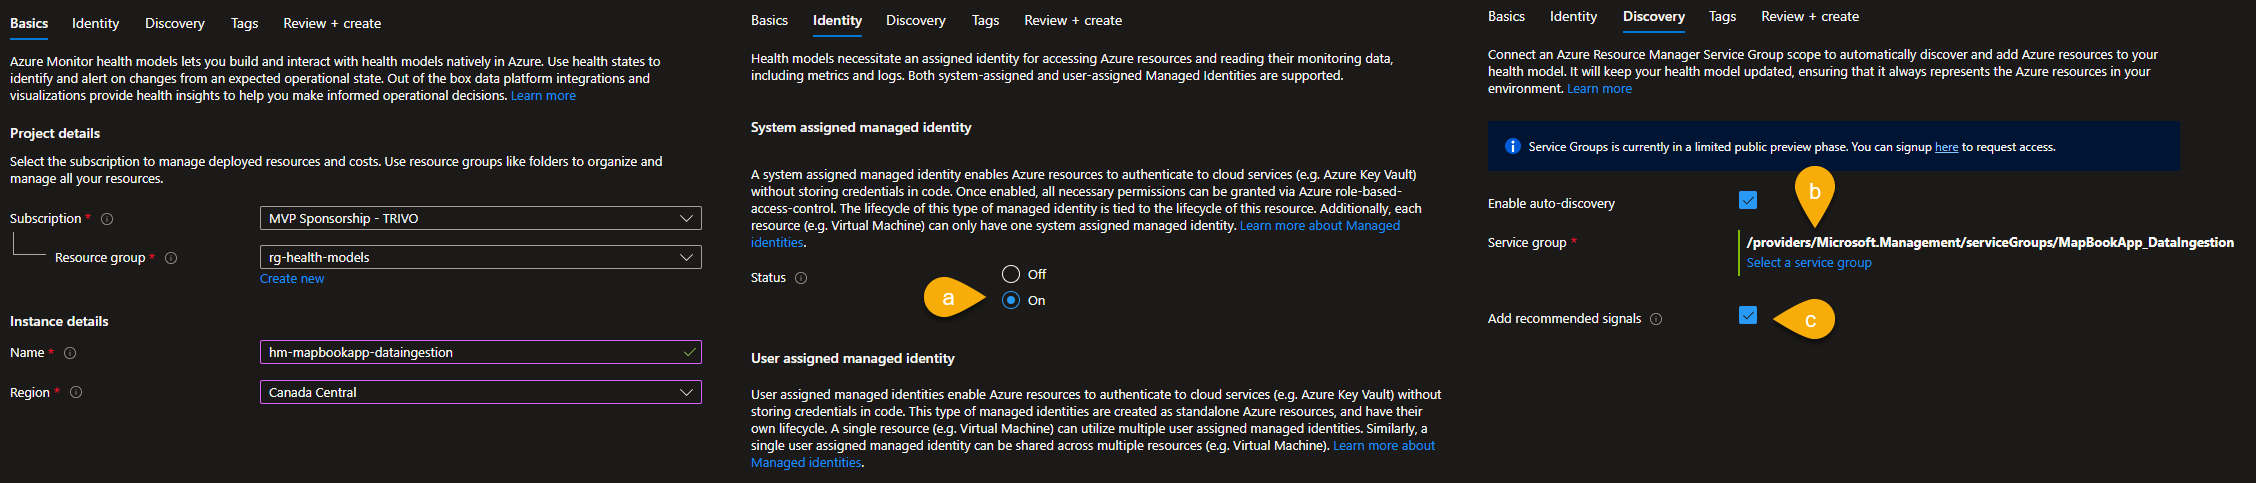 Basics Identity Discovery Tags Review + create
Azure Monitor health models lets you build and interact with health models natively in Azure. Use health states to
identify and alert on changes from an expected operational state. Out of the box data platform integrations and
visualizations provide health insights to help you make informed operational decisions. Learn more
Project details
Select the subscription to manage deployed resources and costs. Use resource groups like folders to organize and
manage all your resources.
Subscription * MVP Sponsorship - TRIVO
Resource group * rg-health-models
Create new
Instance details
Name * hm-mapbookapp-dataingestion
Region * Canada Central
Basics Identity Discovery Tags Review + create
Health models necessitate an assigned identity for accessing Azure resources and reading their monitoring data,
including metrics and logs. Both system-assigned and user-assigned Managed Identities are supported.
System assigned managed identity
A system assigned managed identity enables Azure resources to authenticate to cloud services (e.g. Azure Key Vault)
without storing credentials in code. Once enabled, all necessary permissions can be granted via Azure role-based-
access-control. The lifecycle of this type of managed identity is tied to the lifecycle of this resource. Additionally, each
resource (e.g. Virtual Machine) can only have one system assigned managed identity. Learn more about Managed
identities.
Status Off
a On
User assigned managed identity
User assigned managed identities enable Azure resources to authenticate to cloud services (e.g. Azure Key Vault) without
storing credentials in code. This type of managed identities are created as standalone Azure resources, and have their
own lifecycle. A single resource (e.g. Virtual Machine) can utilize multiple user assigned managed identities. Similarly, a
single user assigned managed identity can be shared across multiple resources (e.g. Virtual Machine). Learn more about
Managed identities.
Basics Identity Discovery Tags Review + create
Connect an Azure Resource Manager Service Group scope to automatically discover and add Azure resources to your
health model. It will keep your health model updated, ensuring that it always represents the Azure resources in your
environment. Learn more
Service Groups is currently in a limited public preview phase. You can signup here to request access.
b
Enable auto-discovery
Service group * /providers/Microsoft.Management/serviceGroups/MapBookApp_DataIngestion
Select a service group
Add recommended signals c